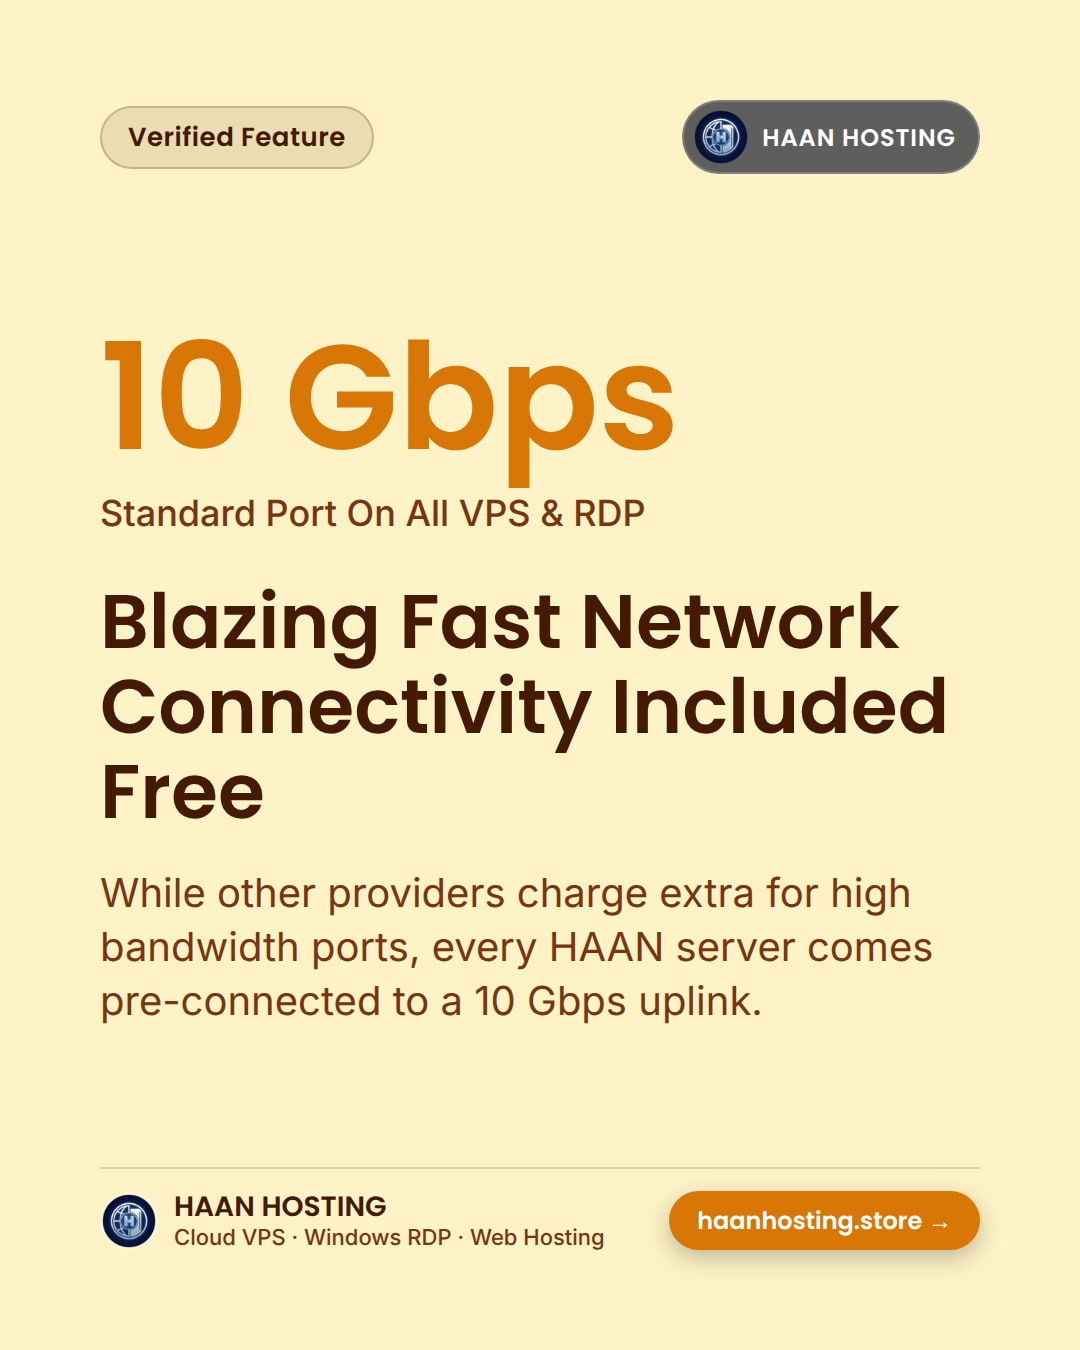 Verified Feature
HAAN HOSTING
10 Gbps
Standard Port On All VPS & RDP
Blazing Fast Network
Connectivity Included
Free
While other providers charge extra for high
bandwidth ports, every HAAN server comes
pre-connected to a 10 Gbps uplink.
HAAN HOSTING
Cloud VPS · Windows RDP · Web Hosting
haanhosting.store →